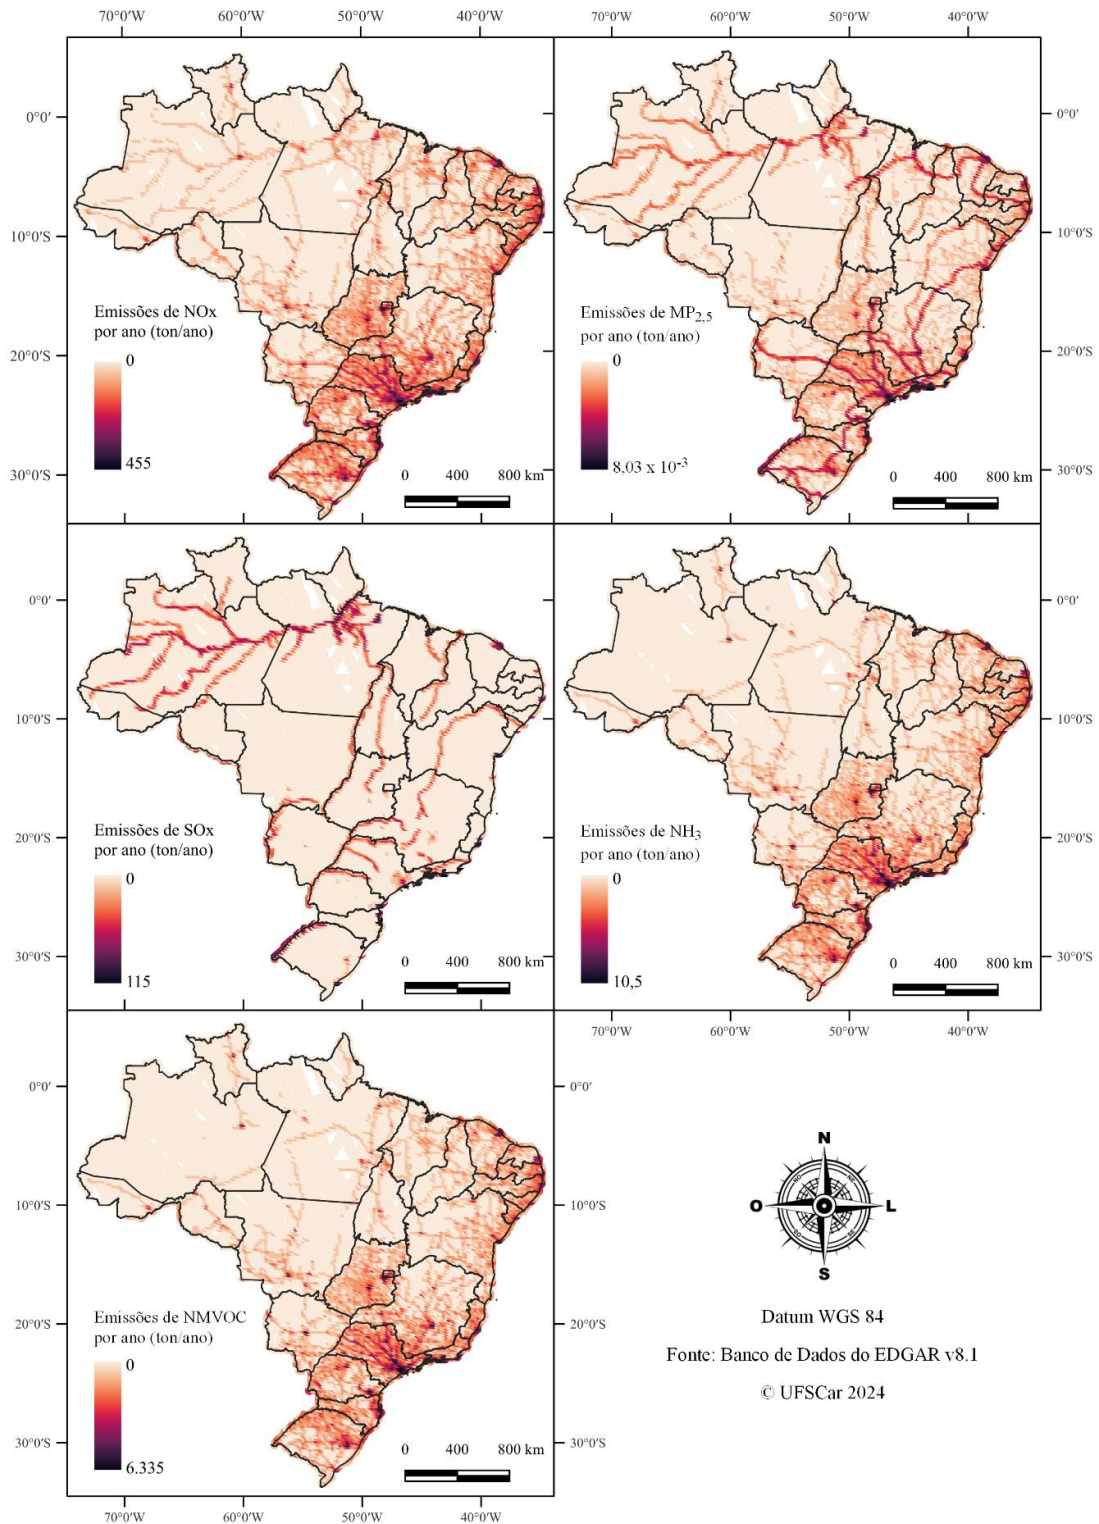 70°0'W 60°0'W 50°0'W 40°0'W
70°0'W 60°0'W 50°0'W 40°0'W
0°0'
10°0'S
20°0'S
30°0'S
Emissões de NOx
por ano (ton/ano)
0
455
0 400 800 km
Emissões de MP2.5
por ano (ton/ano)
0
8,03 x 10-3
0 400 800 km
0°0'
10°0'S
20°0'S
30°0'S
0°0'
10°0'S
20°0'S
30°0'S
Emissões de SOx
por ano (ton/ano)
0
115
0 400 800 km
Emissões de NH3
por ano (ton/ano)
0
10,5
0 400 800 km
0°0'
10°0'S
20°0'S
30°0'S
70°0'W 60°0'W 50°0'W 40°0'W
0°0'
10°0'S
20°0'S
30°0'S
Emissões de NMVOC
por ano (ton/ano)
0
6.335
0 400 800 km
0°0'
10°0'S
20°0'S
30°0'S
70°0'W 60°0'W 50°0'W 40°0'W
N
O L
S
Datum WGS 84
Fonte: Banco de Dados do EDGAR v8.1
© UFSCar 2024